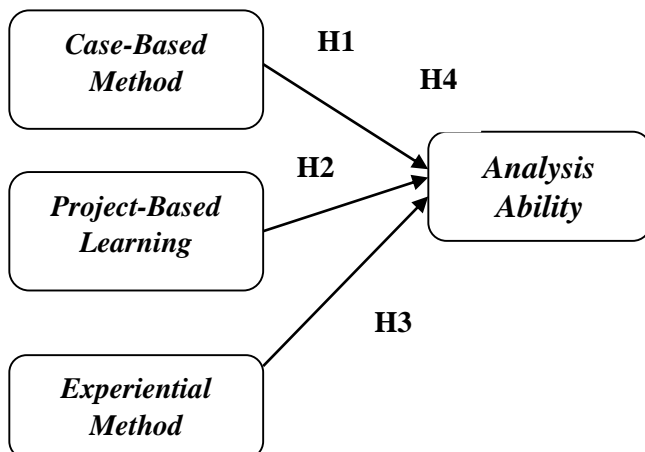 Case-Based
Method
H1
H4
Project-Based
Learning
H2
Analysis
Ability
H3
Experiential
Method